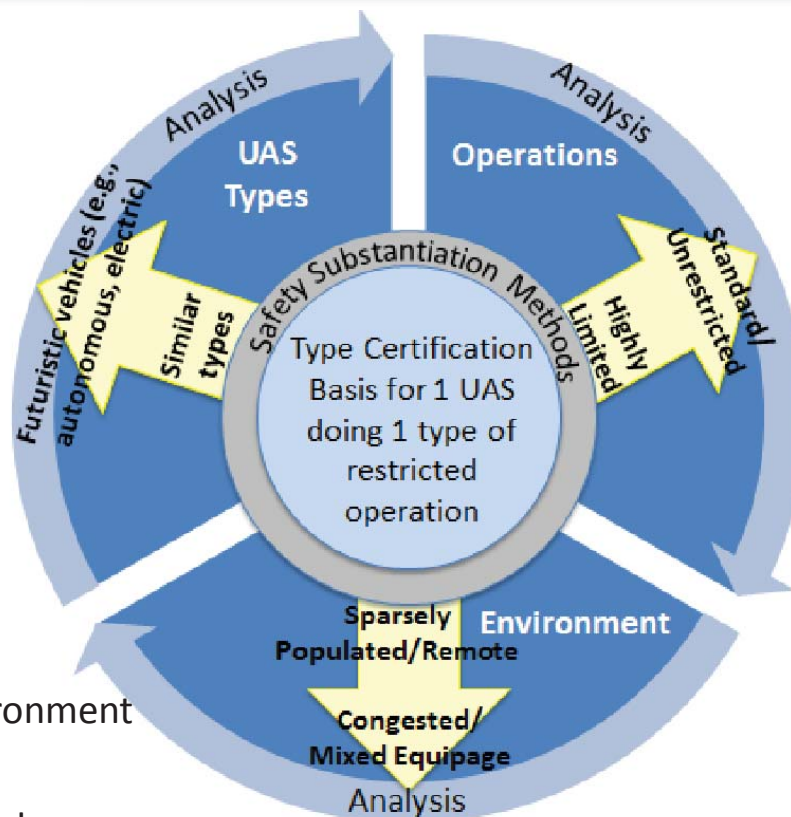 Analysis
UAS
Types
Futuristic vehicles (e.g.,
autonomous, electric)
Similar
types
Analysis
Operations
Standard/
Unrestricted
Highly
Limited
Safety Substantiation Methods
Type Certification
Basis for 1 UAS
doing 1 type of
restricted
operation
Sparsely
Populated/Remote
Environment
Congested/
Mixed Equipage
Analysis
ronment